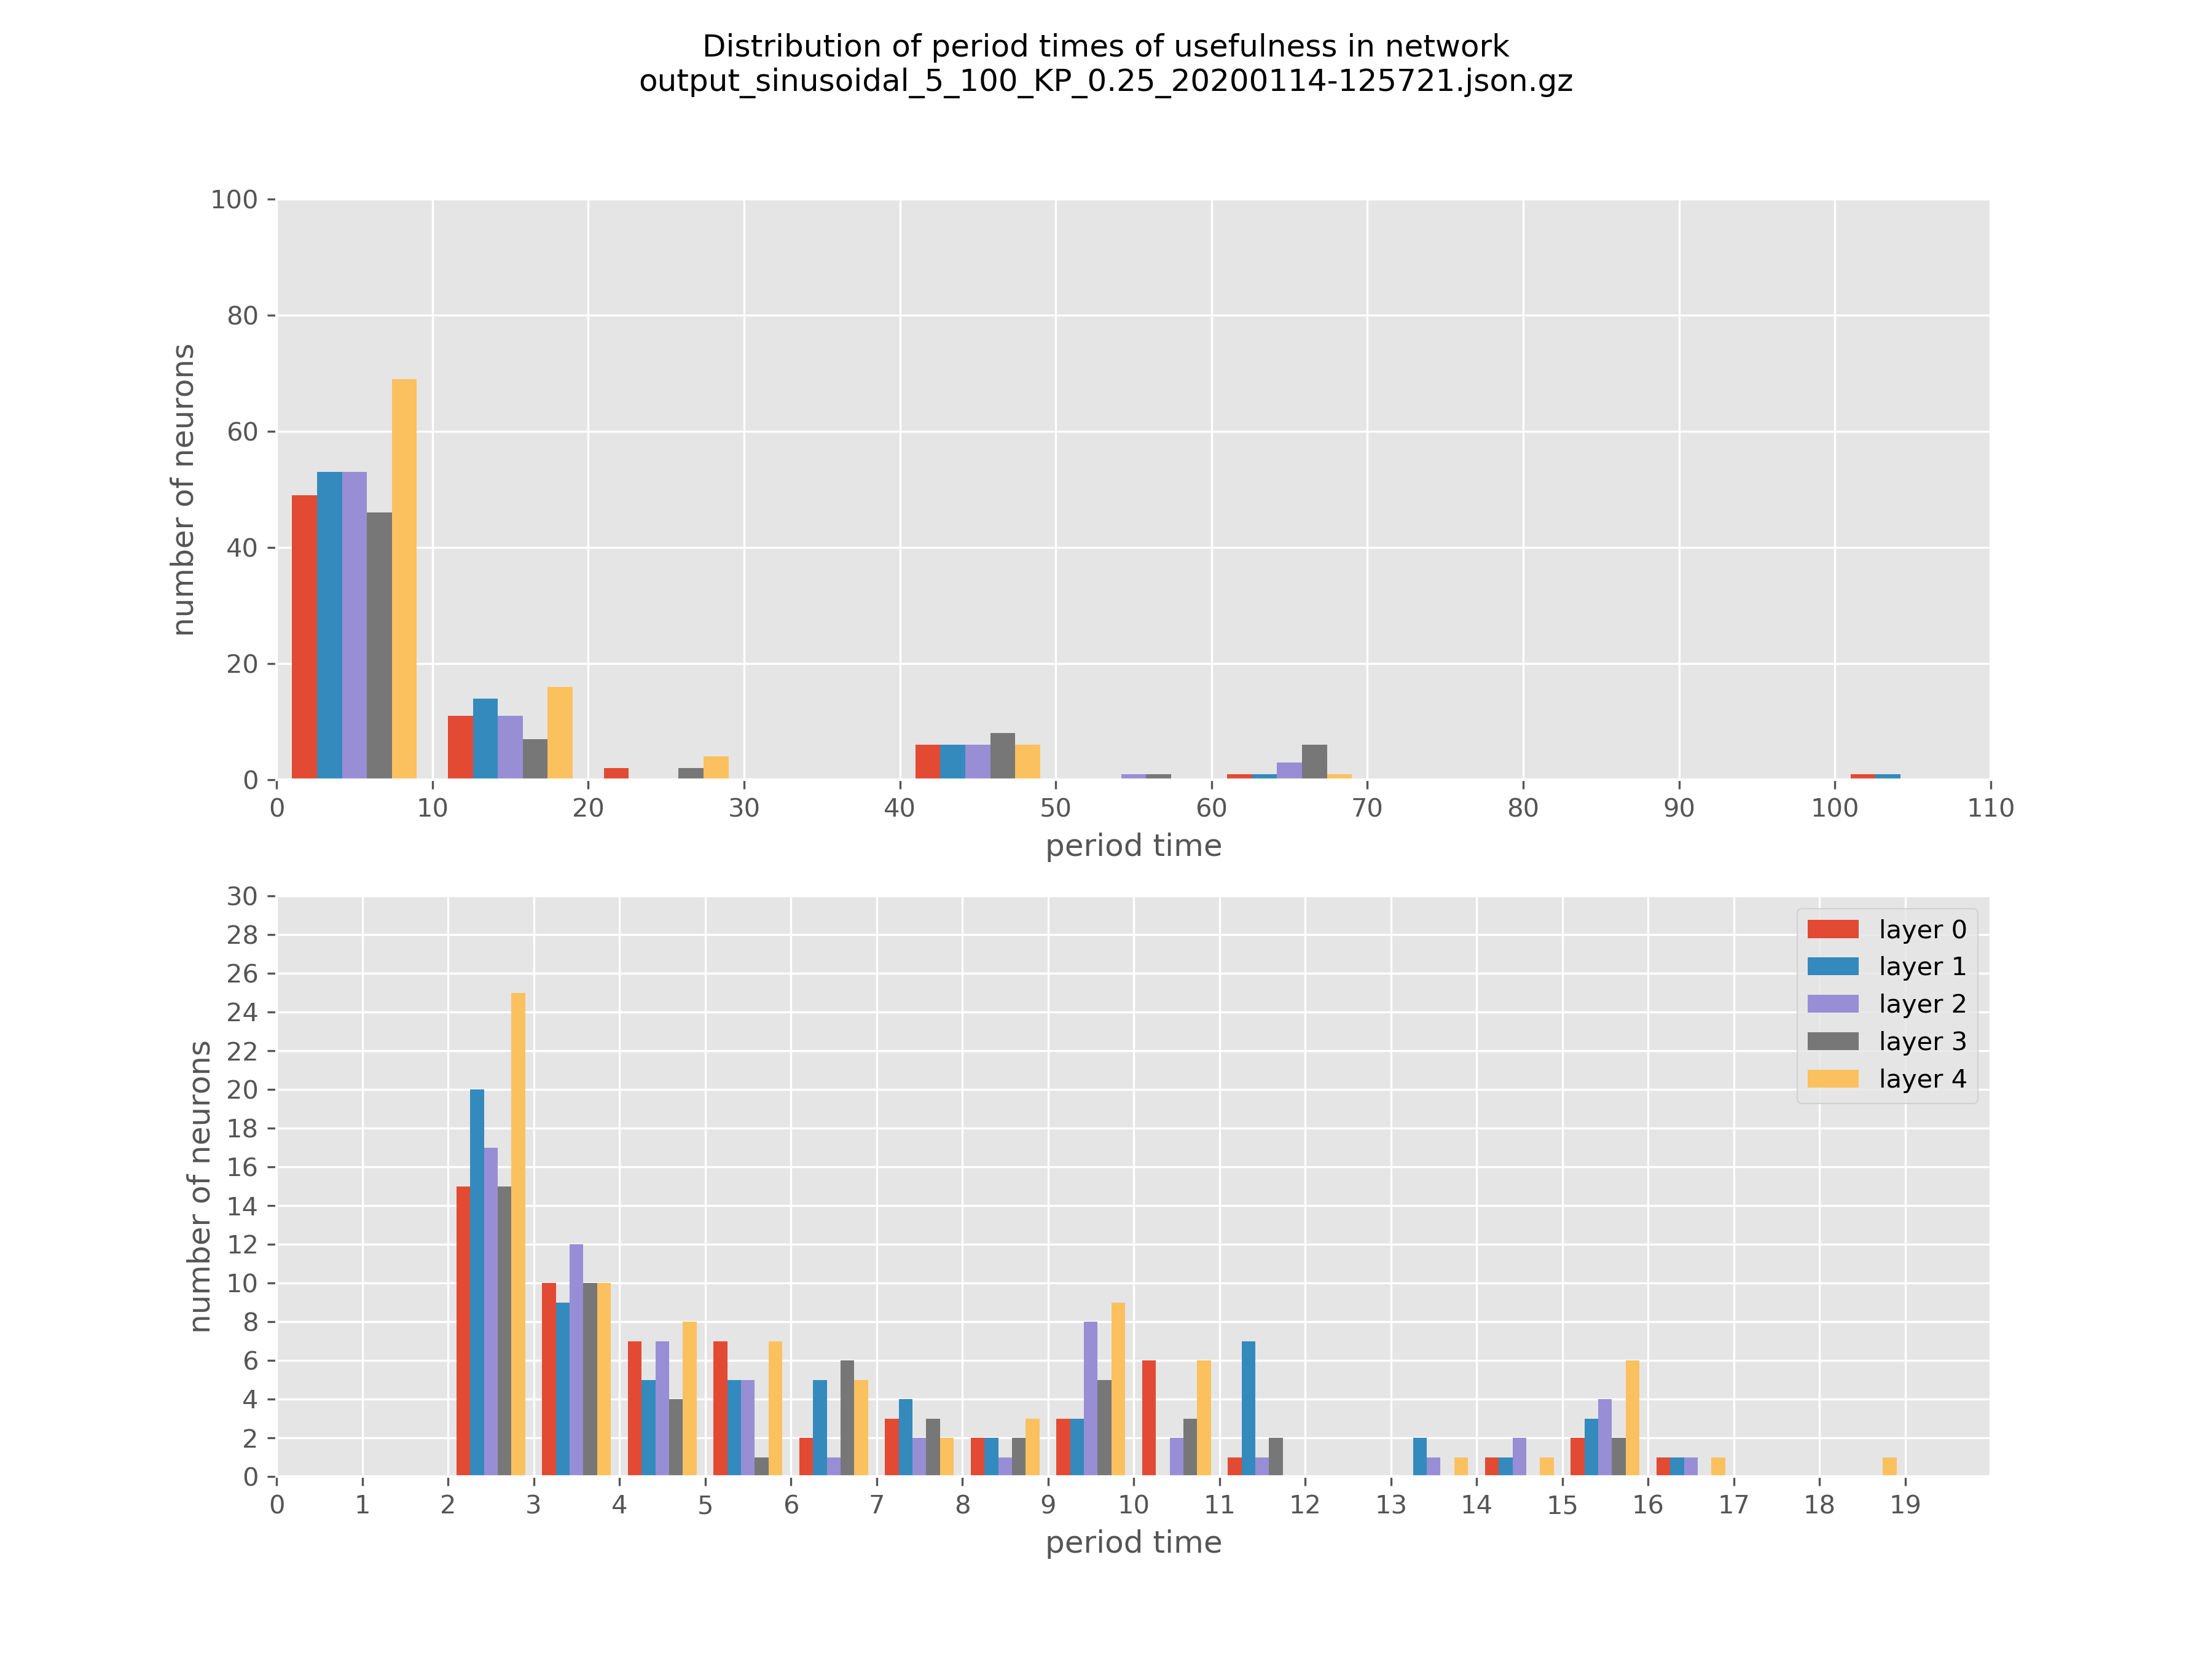 Distribution of period times of usefulness in network
output_sinusoidal_5_100_KP_0.25_20200114-125721.json.gz
100
80
60
40
20
0
number of neurons
0 10 20 30 40 50 60 70 80 90 100 110
period time
30
28
26
24
22
20
18
16
14
12
10
8
6
4
2
0
number of neurons
layer 0
layer 1
layer 2
layer 3
layer 4
0 1 2 3 4 5 6 7 8 9 10 11 12 13 14 15 16 17 18 19
period time